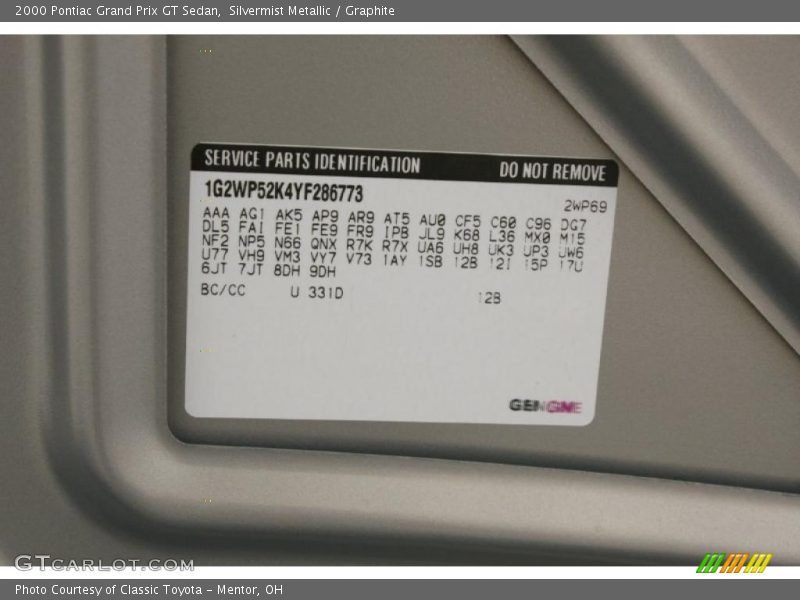 2000 Pontiac Grand Prix GT Sedan, Silvermist Metallic / Graphite
SERVICE PARTS IDENTIFICATION DO NOT REMOVE
1G2WP52K4YF286773
2WP69
AAA AG1 AK5 AP9 AR9 AT5 AU0 CF5 C60 C96 DG7
DL5 FAI FE1 FE9 FR9 IPB JL9 K68 L36 MX0 M15
NF2 NP5 N66 QNX R7K R7X UA6 UH8 UK3 UP3 UW6
U77 VH9 VM3 VY7 V73 1AY 1SB 12B 12I 15P 17U
6JT 7JT 8DH 9DH
BC/CC U 331D 12B
GTCARLOT.COM
Photo Courtesy of Classic Toyota - Mentor, OH